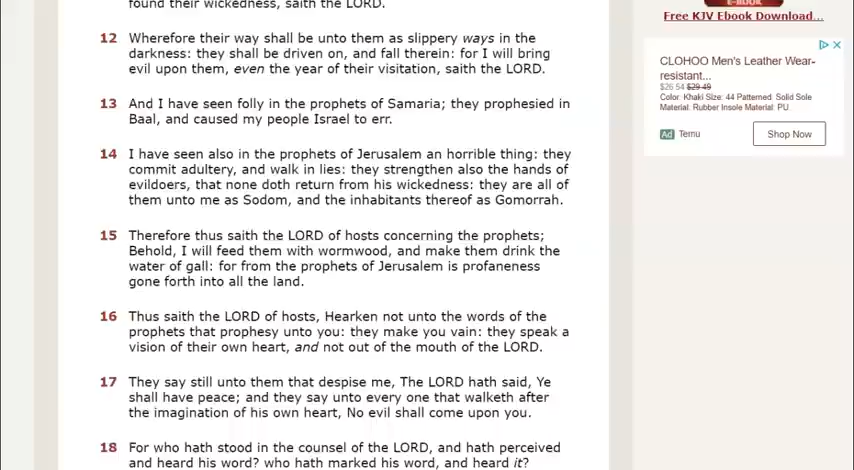 found their wickedness, saith the LORD.
12 Wherefore their way shall be unto them as slippery ways in the
darkness: they shall be driven on, and fall therein: for I will bring
evil upon them, even the year of their visitation, saith the LORD.
13 And I have seen folly in the prophets of Samaria; they prophesied in
Baal, and caused my people Israel to err.
14 I have seen also in the prophets of Jerusalem an horrible thing: they
commit adultery, and walk in lies: they strengthen also the hands of
evildoers, that none doth return from his wickedness: they are all of
them unto me as Sodom, and the inhabitants thereof as Gomorrah.
15 Therefore thus saith the LORD of hosts concerning the prophets;
Behold, I will feed them with wormwood, and make them drink the
water of gall: for from the prophets of Jerusalem is profaneness
gone forth into all the land.
16 Thus saith the LORD of hosts, Hearken not unto the words of the
prophets that prophesy unto you: they make you vain: they speak a
vision of their own heart, and not out of the mouth of the LORD.
17 They say still unto them that despise me, The LORD hath said, Ye
shall have peace; and they say unto every one that walketh after
the imagination of his own heart, No evil shall come upon you.
18 For who hath stood in the counsel of the LORD, and hath perceived
and heard his word? who hath marked his word, and heard it?
E-BOOK
Free KJV Ebook Download...
CLOHOO Men's Leather Wear-
resistant...
$26.54 $29.49
Color: Khaki Size: 44 Patterned: Solid Sole
Material: Rubber Insole Material: PU
Ad Temu
Shop Now